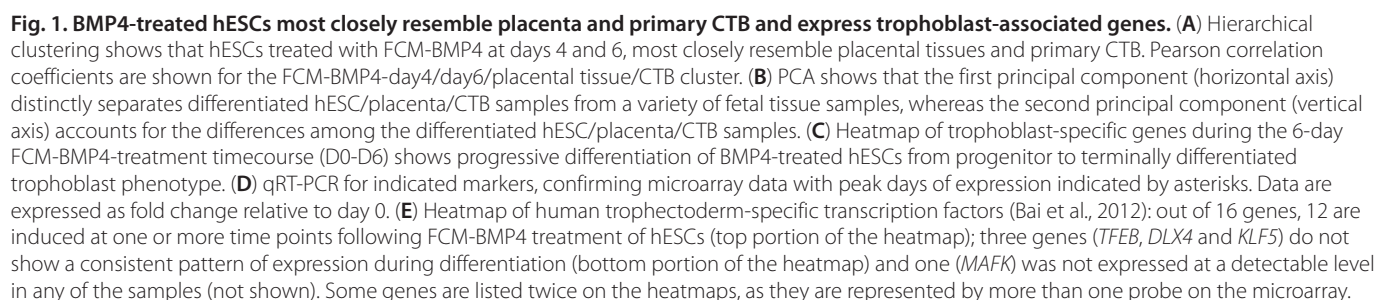 Fig. 1. BMP4-treated hESCs most closely resemble placenta and primary CTB and express trophoblast-associated genes. (A) Hierarchical
clustering shows that hESCs treated with FCM-BMP4 at days 4 and 6, most closely resemble placental tissues and primary CTB. Pearson correlation
coefficients are shown for the FCM-BMP4-day4/day6/placental tissue/CTB cluster. (B) PCA shows that the first principal component (horizontal axis)
distinctly separates differentiated hESC/placenta/CTB samples from a variety of fetal tissue samples, whereas the second principal component (vertical
axis) accounts for the differences among the differentiated hESC/placenta/CTB samples. (C) Heatmap of trophoblast-specific genes during the 6-day
FCM-BMP4-treatment timecourse (D0-D6) shows progressive differentiation of BMP4-treated hESCs from progenitor to terminally differentiated
trophoblast phenotype. (D) qRT-PCR for indicated markers, confirming microarray data with peak days of expression indicated by asterisks. Data are
expressed as fold change relative to day 0. (E) Heatmap of human trophectoderm-specific transcription factors (Bai et al., 2012): out of 16 genes, 12 are
induced at one or more time points following FCM-BMP4 treatment of hESCs (top portion of the heatmap); three genes (TFEB, DLX4 and KLF5) do not
show a consistent pattern of expression during differentiation (bottom portion of the heatmap) and one (MAFK) was not expressed at a detectable level
in any of the samples (not shown). Some genes are listed twice on the heatmaps, as they are represented by more than one probe on the microarray.